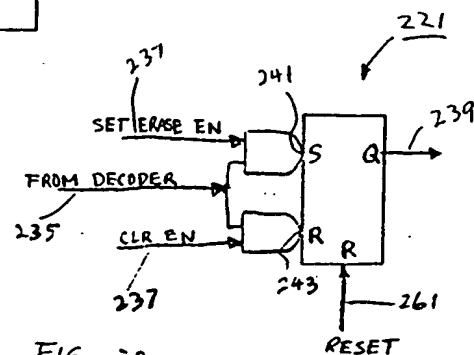 221
237
241
239
SET ERASE EN
S
Q
FROM DECODER
235
CLR EN
R
R
237
243
261
RESET